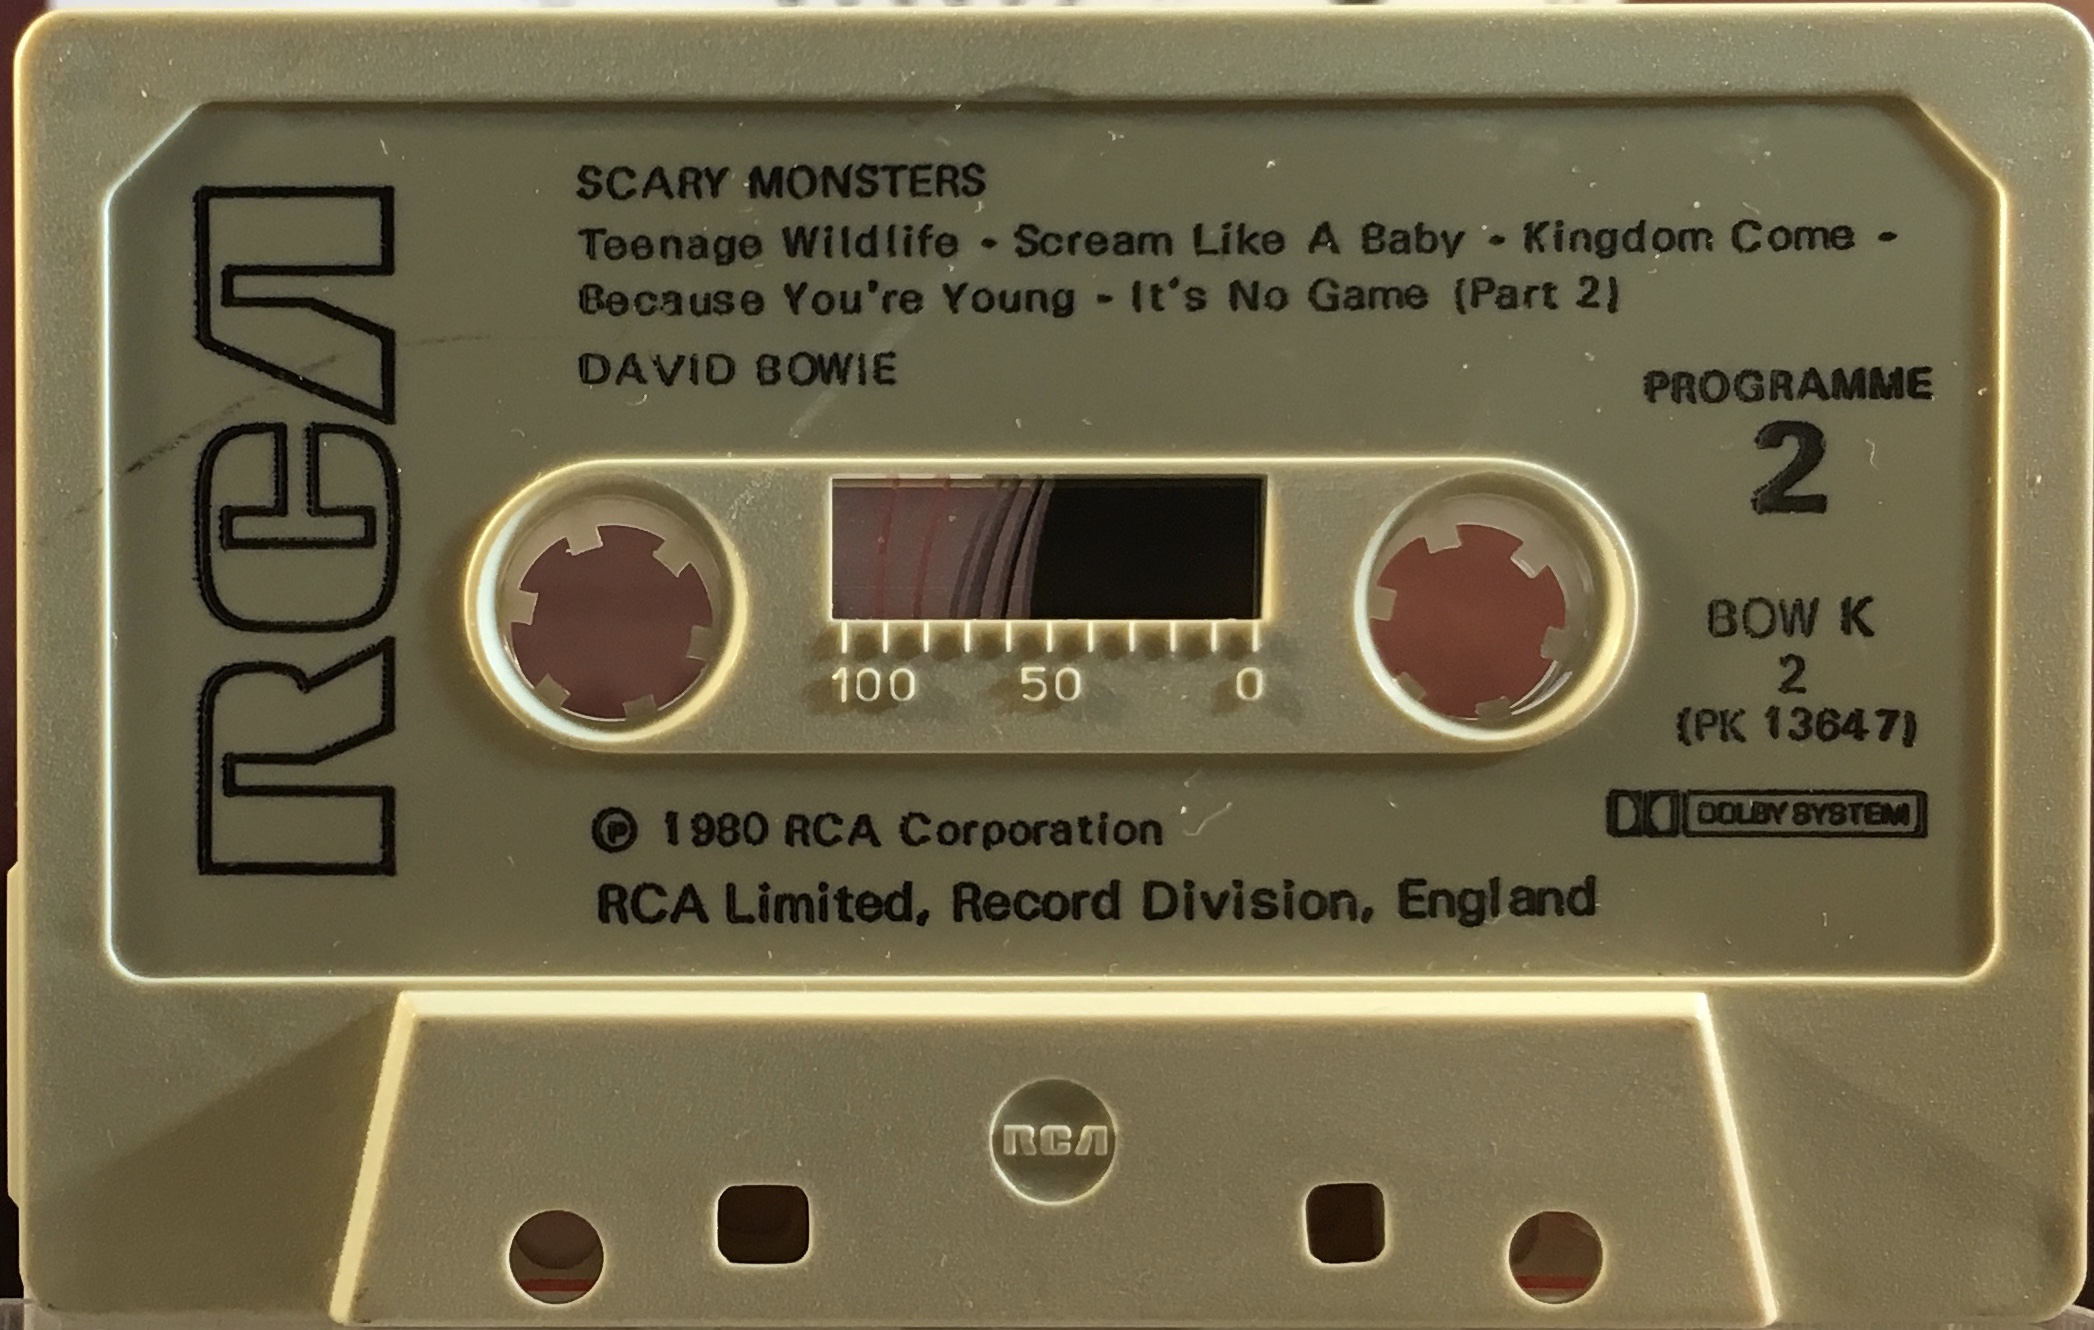 RCA
SCARY MONSTERS
Teenage Wildlife - Scream Like A Baby - Kingdom Come -
Because You're Young - It's No Game (Part 2)
DAVID BOWIE
PROGRAMME
2
BOW K
2
(PK 13647)
100 50 0
DOLBY SYSTEM
℗ 1980 RCA Corporation
RCA Limited, Record Division, England
RCA